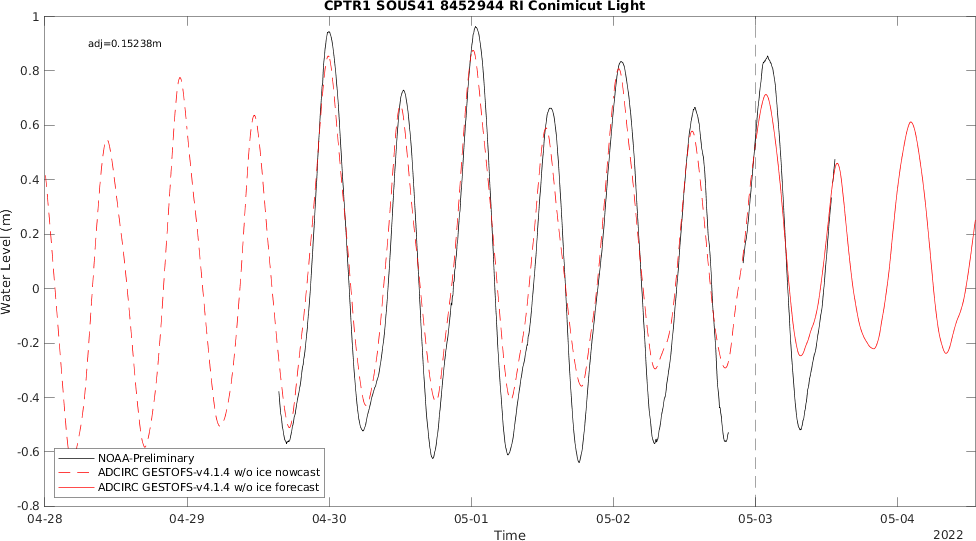 CPTR1 SOUS41 8452944 RI Conimicut Light
adj=0.15238m
1
0.8
0.6
0.4
0.2
0
-0.2
-0.4
-0.6
-0.8
Water Level (m)
NOAA-Preliminary
ADCIRC GESTOFS-v4.1.4 w/o ice nowcast
ADCIRC GESTOFS-v4.1.4 w/o ice forecast
04-28 04-29 04-30 05-01 05-02 05-03 05-04
Time
2022